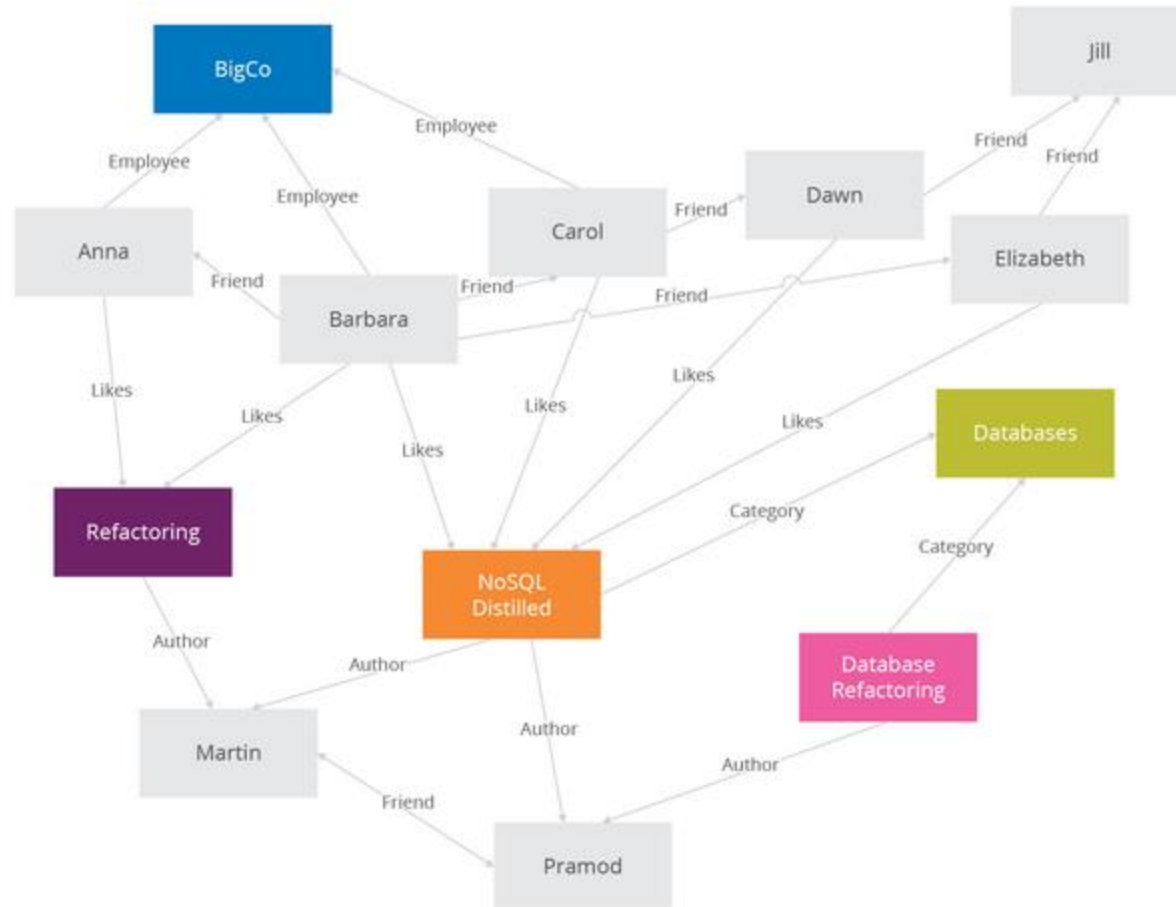 Jill
BigCo
Employee
Friend
Employee
Friend
Dawn
Employee
Friend
Carol
Anna
Elizabeth
Friend
Friend
Friend
Barbara
Likes
Likes
Likes
Likes
Likes
Likes
Databases
Category
Refactoring
Category
NoSQL
Distilled
Author
Author
Database
Refactoring
Author
Martin
Author
Friend
Pramod